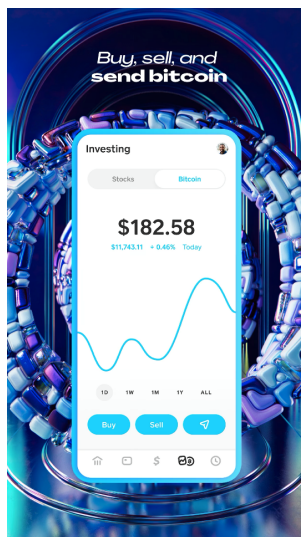 Buy, sell, and
send bitcoin
Investing
Stocks Bitcoin
$182.58
$11,743.11 + 0.46% Today
1D 1W 1M 1Y ALL
Buy Sell
$